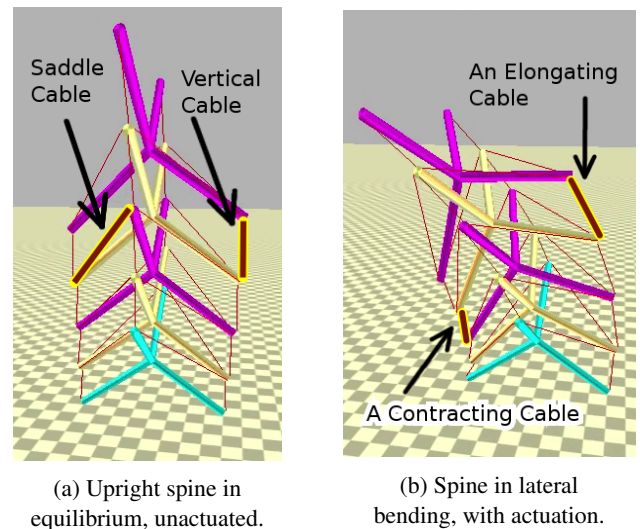 Saddle
Cable
Vertical
Cable
An Elongating
Cable
A Contracting Cable
(a) Upright spine in
equilibrium, unactuated.
(b) Spine in lateral
bending, with actuation.